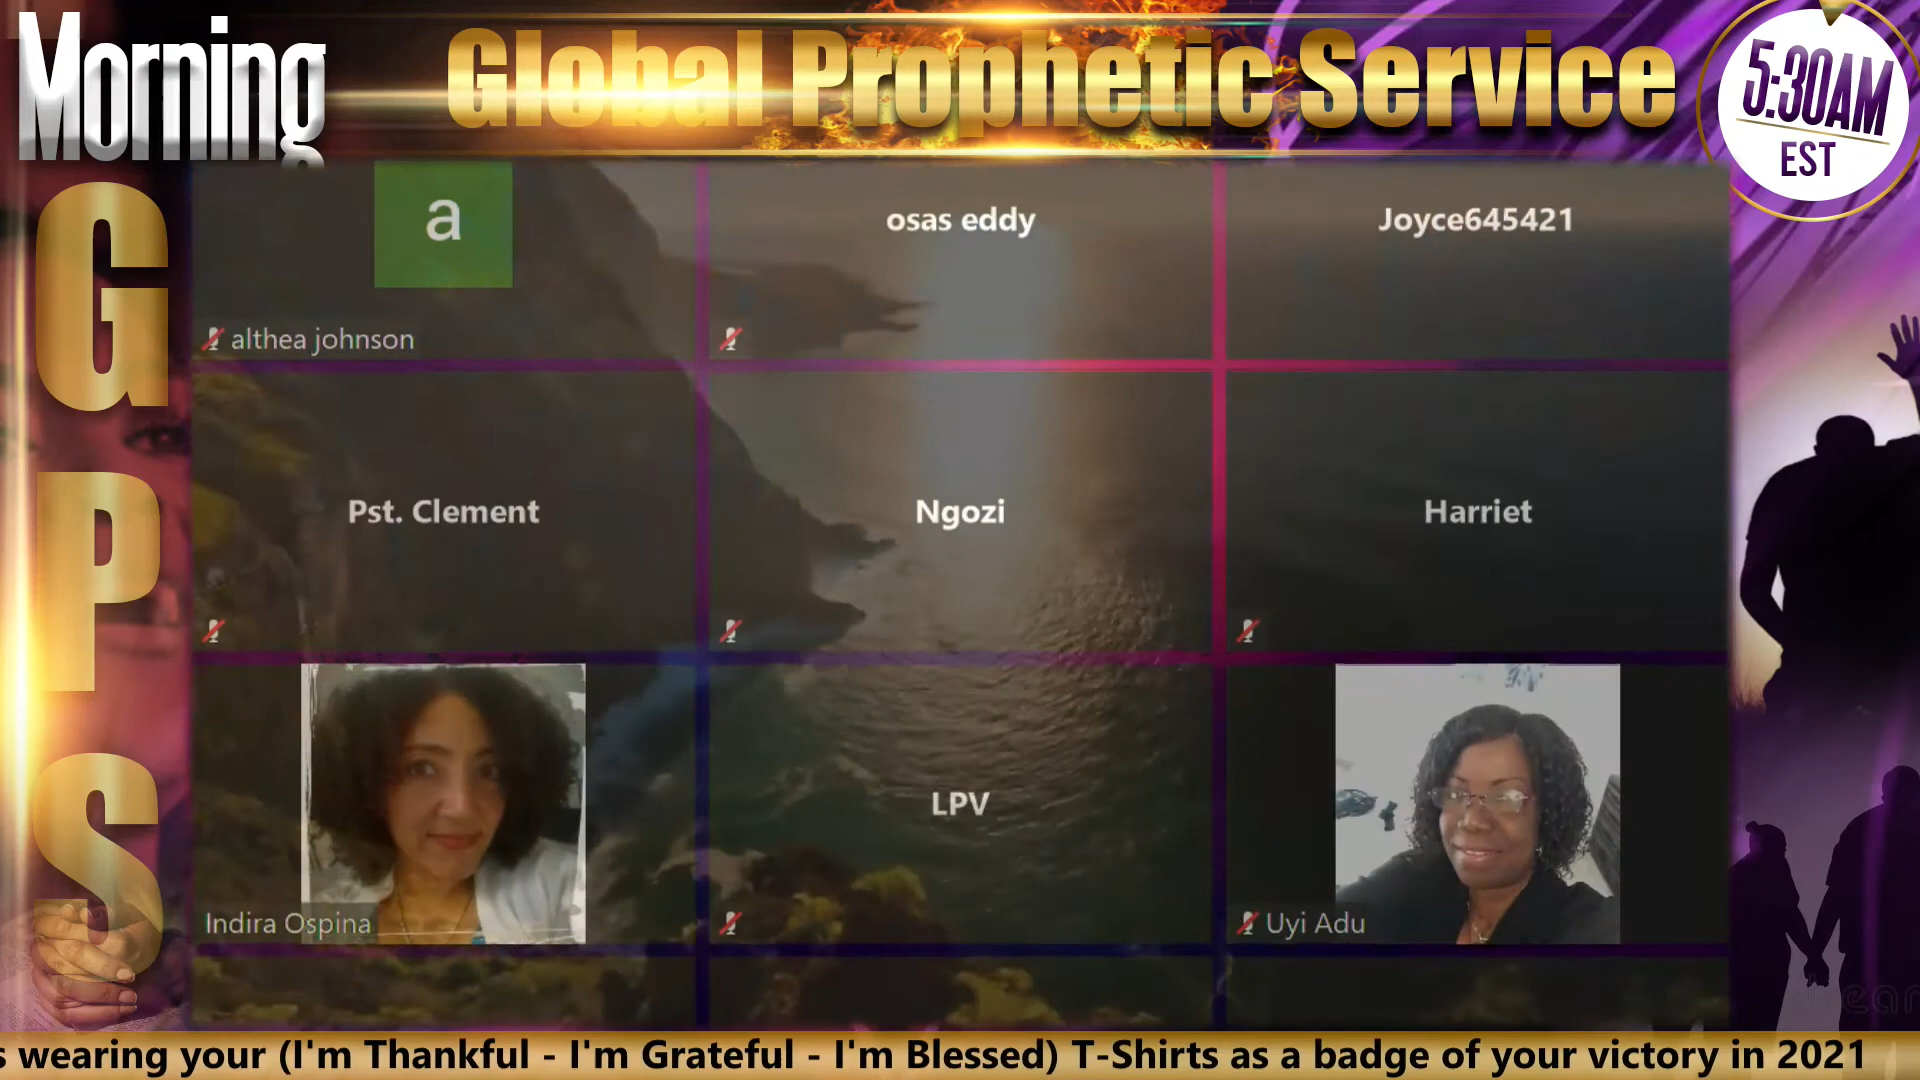 Morning
Global Prophetic Service
5:30AM
EST
G
P
S
a
althea johnson
osas eddy
Joyce645421
Pst. Clement
Ngozi
Harriet
Indira Ospina
LPV
Uyi Adu
s wearing your (I'm Thankful - I'm Grateful - I'm Blessed) T-Shirts as a badge of your victory in 2021